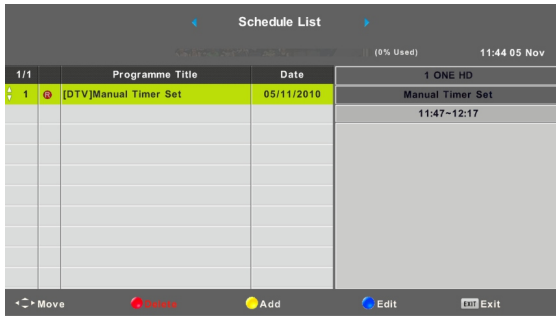 Schedule List
(0% Used) 11:44 05 Nov
1/1 Programme Title Date 1 ONE HD
1 R [DTV]Manual Timer Set 05/11/2010 Manual Timer Set
11:47~12:17
Move Delete Add Edit EXIT Exit